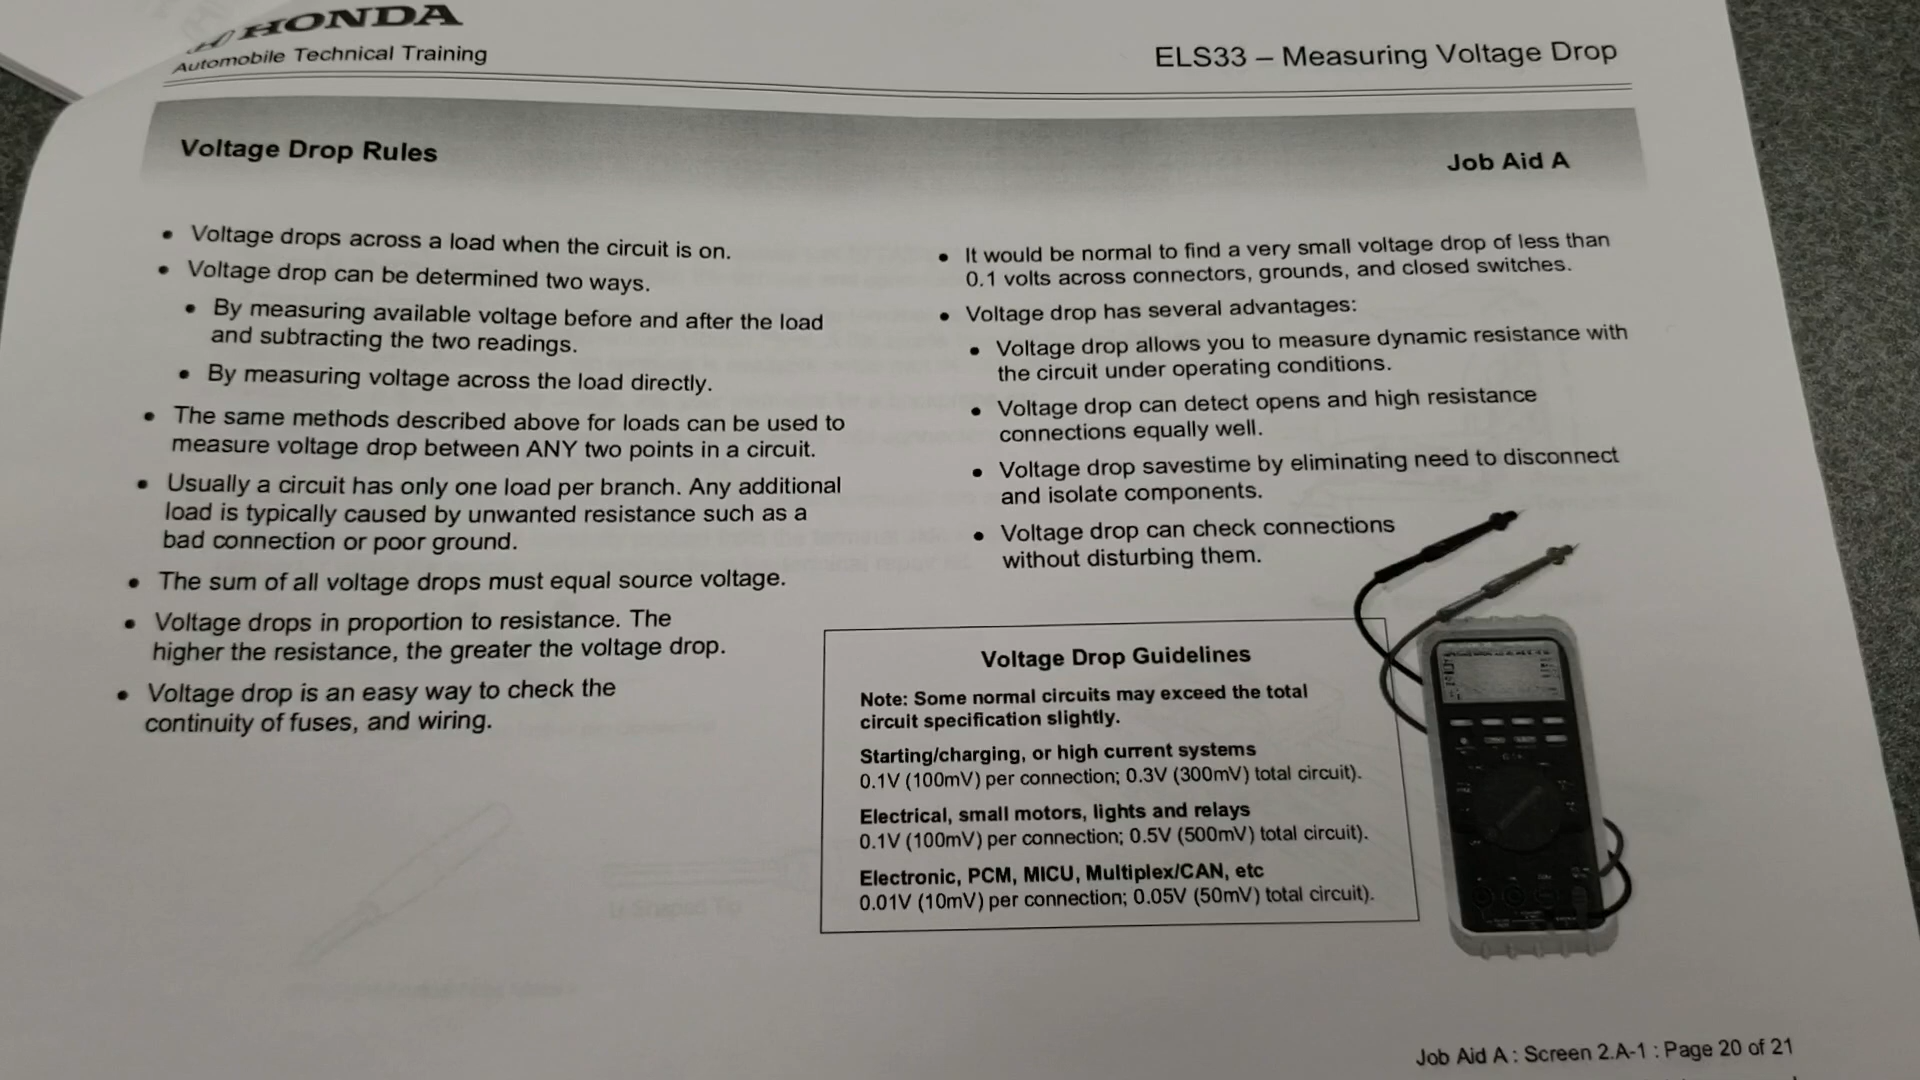 HONDA
Automobile Technical Training
ELS33 – Measuring Voltage Drop
Voltage Drop Rules
Job Aid A
• Voltage drops across a load when the circuit is on.
• Voltage drop can be determined two ways.
• By measuring available voltage before and after the load
and subtracting the two readings.
• By measuring voltage across the load directly.
• The same methods described above for loads can be used to
measure voltage drop between ANY two points in a circuit.
• Usually a circuit has only one load per branch. Any additional
load is typically caused by unwanted resistance such as a
bad connection or poor ground.
• The sum of all voltage drops must equal source voltage.
• Voltage drops in proportion to resistance. The
higher the resistance, the greater the voltage drop.
• Voltage drop is an easy way to check the
continuity of fuses, and wiring.
• It would be normal to find a very small voltage drop of less than
0.1 volts across connectors, grounds, and closed switches.
• Voltage drop has several advantages:
• Voltage drop allows you to measure dynamic resistance with
the circuit under operating conditions.
• Voltage drop can detect opens and high resistance
connections equally well.
• Voltage drop savestime by eliminating need to disconnect
and isolate components.
• Voltage drop can check connections
without disturbing them.
Voltage Drop Guidelines
Note: Some normal circuits may exceed the total
circuit specification slightly.
Starting/charging, or high current systems
0.1V (100mV) per connection; 0.3V (300mV) total circuit).
Electrical, small motors, lights and relays
0.1V (100mV) per connection; 0.5V (500mV) total circuit).
Electronic, PCM, MICU, Multiplex/CAN, etc
0.01V (10mV) per connection; 0.05V (50mV) total circuit).
Job Aid A : Screen 2.A-1 : Page 20 of 21